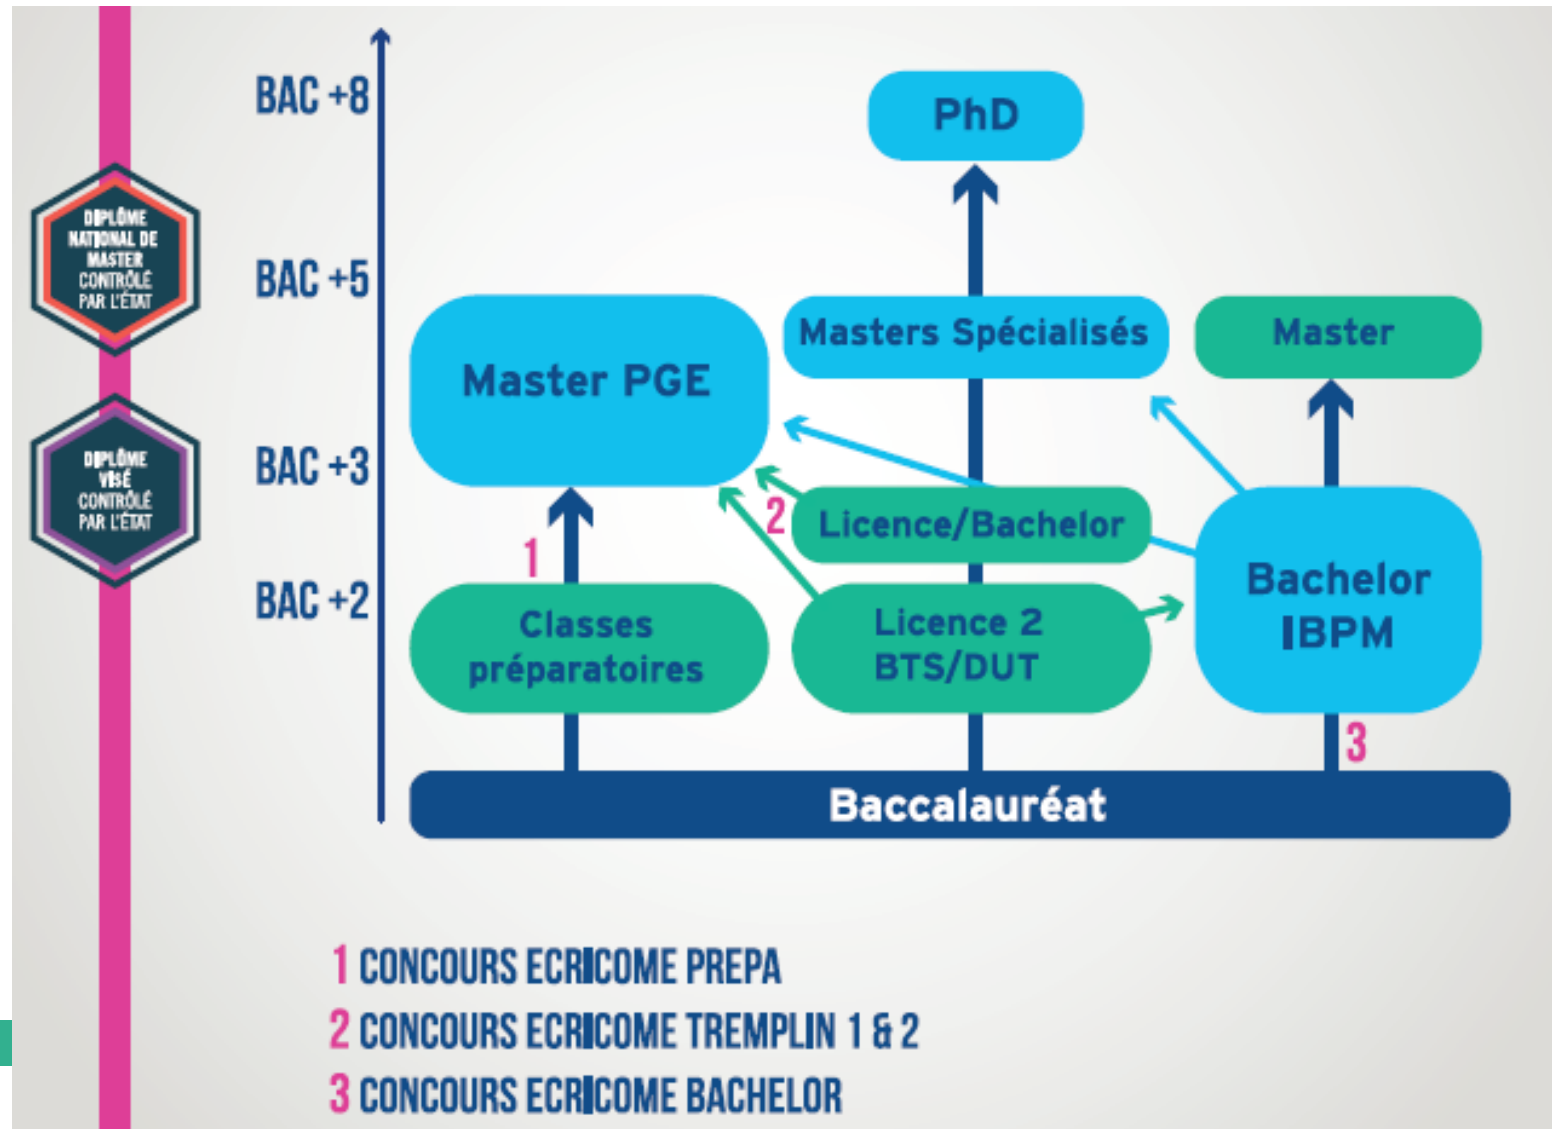 BAC +8
PhD
DIPLÔME
NATIONAL DE
MASTER
CONTRÔLÉ
PAR L'ÉTAT
BAC +5
Master PGE
Masters Spécialisés
Master
DIPLÔME
VISÉ
CONTRÔLÉ
PAR L'ÉTAT
BAC +3
1
2
Licence/Bachelor
BAC +2
Classes
préparatoires
Licence 2
BTS/DUT
Bachelor
IBPM
3
Baccalauréat
1 CONCOURS ECRICOME PREPA
2 CONCOURS ECRICOME TREMPLIN 1 & 2
3 CONCOURS ECRICOME BACHELOR